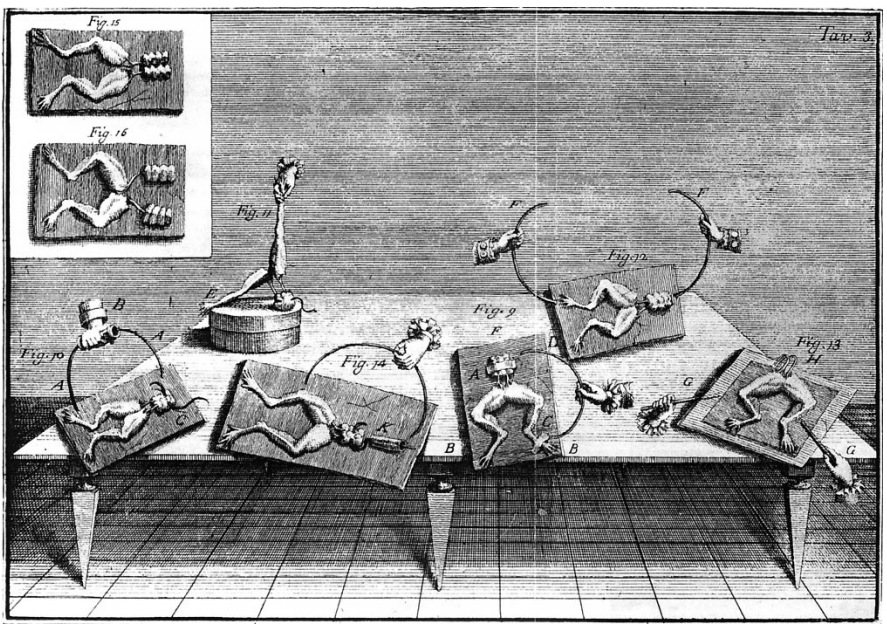 Fig. 15
Tav. 3.
Fig. 16
Fig. 11
E
F
F
Fig. 12
B
A
Fig. 10
A
C
Fig. 14
K
Fig. 9
F
A
D
C
B
B
Fig. 13
H
G
G